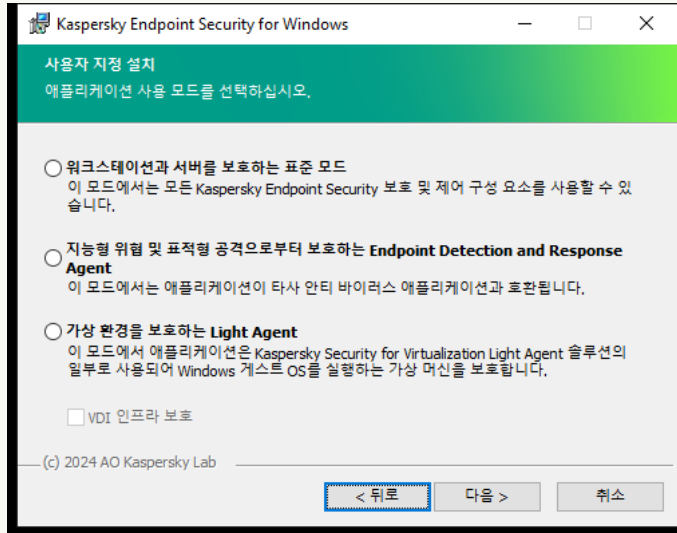 Kaspersky Endpoint Security for Windows
사용자 지정 설치
애플리케이션 사용 모드를 선택하십시오.
워크스테이션과 서버를 보호하는 표준 모드
이 모드에서는 모든 Kaspersky Endpoint Security 보호 및 제어 구성 요소를 사용할 수 있
습니다.
지능형 위협 및 표적형 공격으로부터 보호하는 Endpoint Detection and Response
Agent
이 모드에서는 애플리케이션이 타사 안티 바이러스 애플리케이션과 호환됩니다.
가상 환경을 보호하는 Light Agent
이 모드에서 애플리케이션은 Kaspersky Security for Virtualization Light Agent 솔루션의
일부로 사용되어 Windows 게스트 OS를 실행하는 가상 머신을 보호합니다.
VDI 인프라 보호
(c) 2024 AO Kaspersky Lab
< 뒤로
다음 >
취소